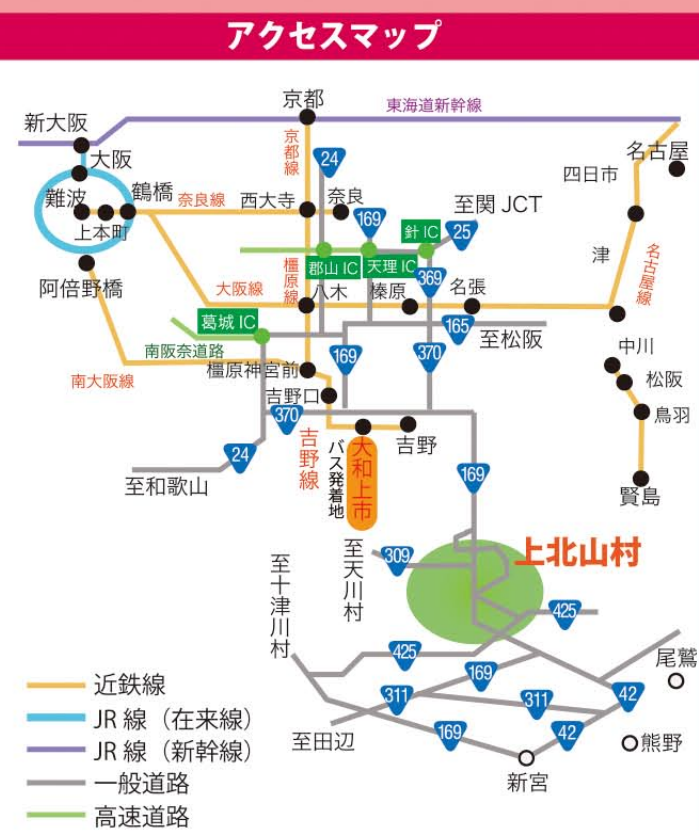 アクセスマップ
京都
東海道新幹線
新大阪
京都線
24
大阪
名古屋
四日市
難波
鶴橋
奈良線
西大寺
奈良
169
至関 JCT
上本町
針 IC
25
津
名古屋線
郡山 IC
天理 IC
阿倍野橋
橿原線
369
大阪線
八木
榛原
名張
葛城 IC
165
至松阪
南阪奈道路
169
370
中川
橿原神宮前
松阪
南大阪線
吉野口
370
鳥羽
吉野線
バス発着地
大和上市
吉野
24
169
至和歌山
賢島
至天川村
309
上北山村
至十津川村
425
425
尾鷲
169
近鉄線
311
311
42
JR 線（在来線）
至田辺
169
42
熊野
JR 線（新幹線）
新宮
一般道路
高速道路